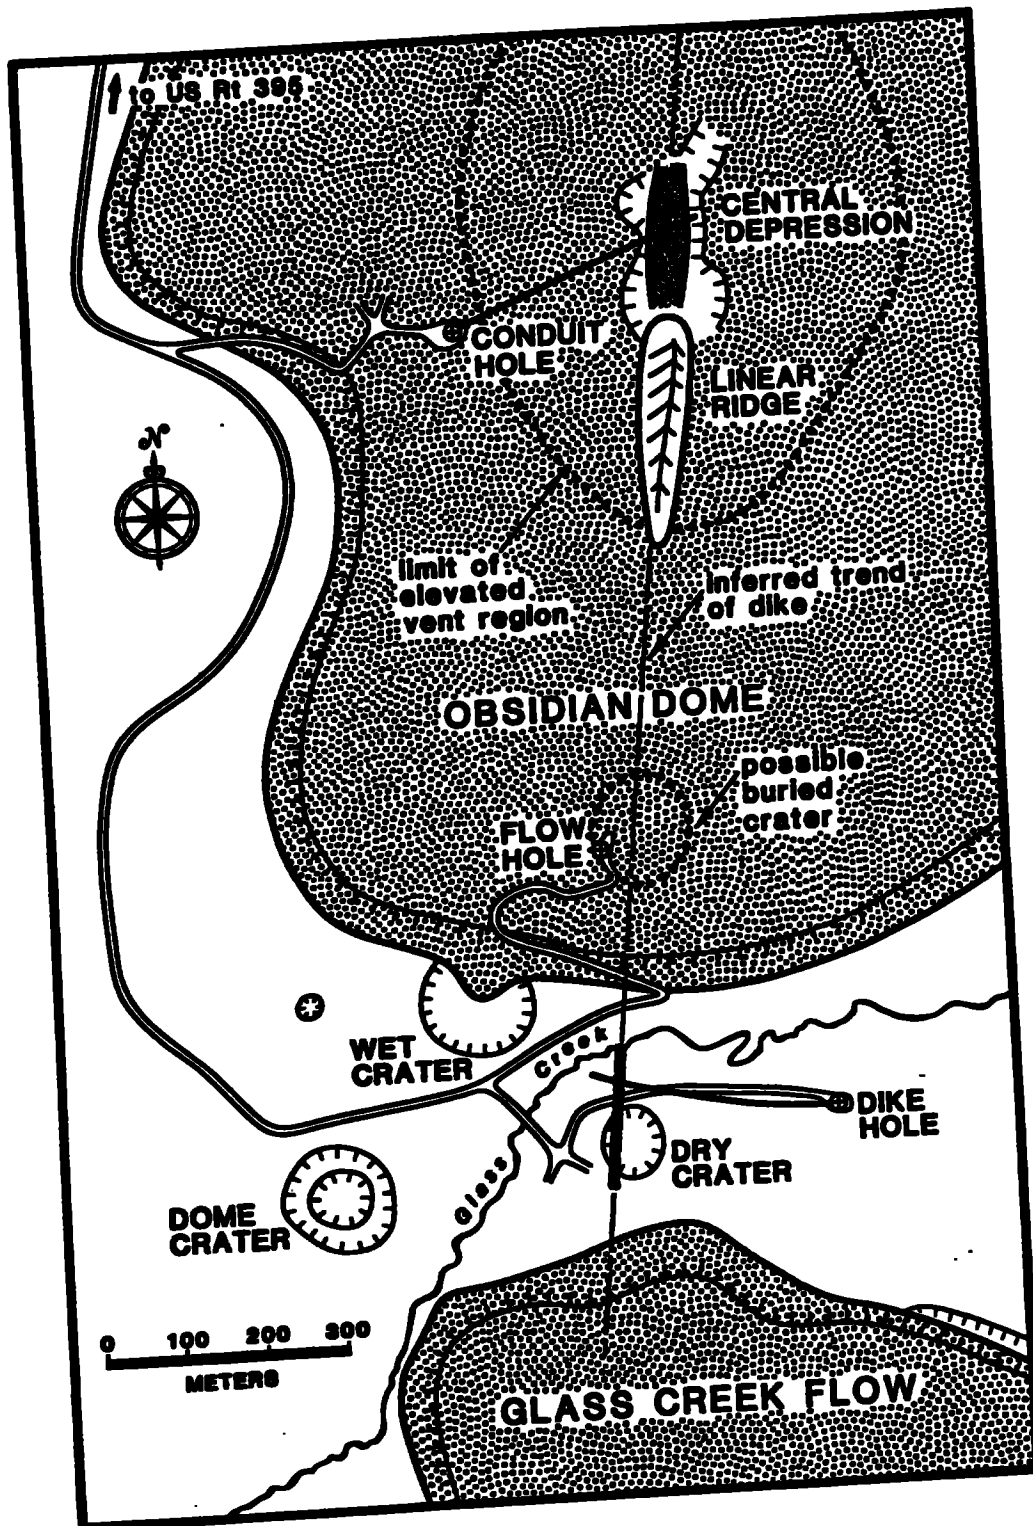 to US Rt 395
CENTRAL
DEPRESSION
CONDUIT
HOLE
LINEAR
RIDGE
N
limit of
elevated
vent region
inferred trend
of dike
OBSIDIAN DOME
possible
buried
crater
FLOW
HOLE
WET
CRATER
Glass Creek
DIKE
HOLE
DRY
CRATER
DOME
CRATER
0 100 200 300
METERS
GLASS CREEK FLOW